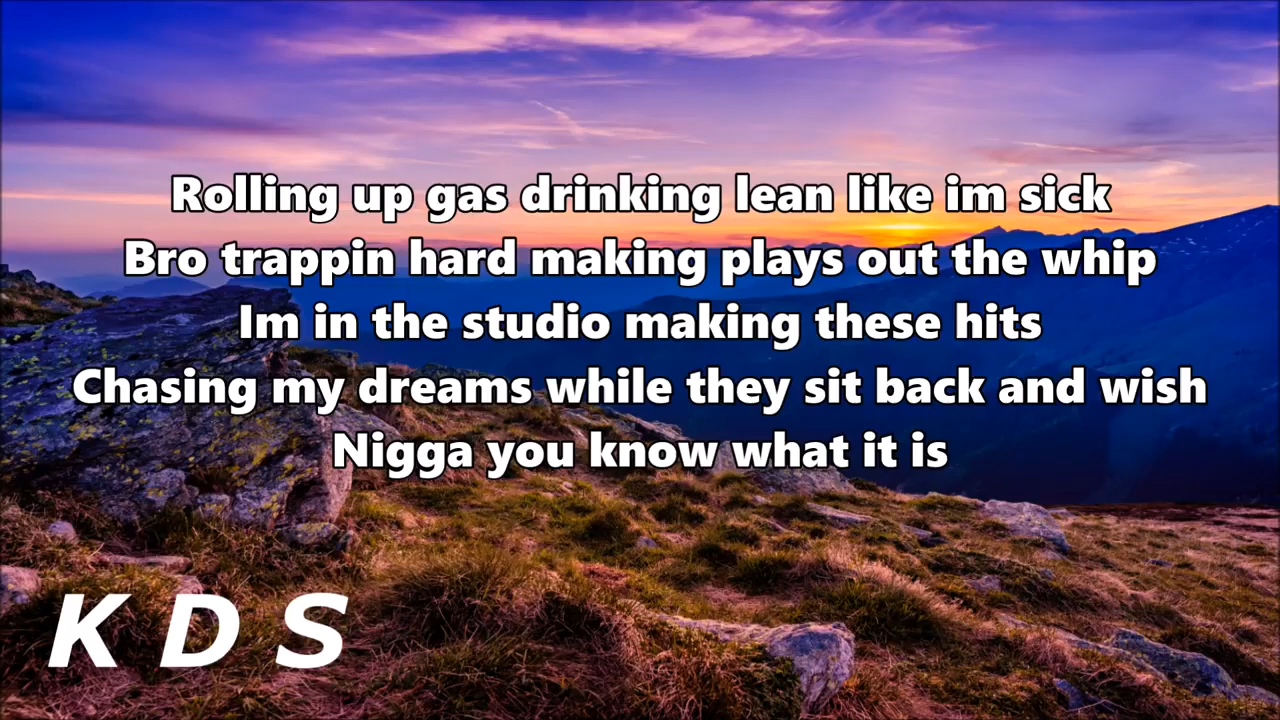 Rolling up gas drinking lean like im sick
Bro trappin hard making plays out the whip
Im in the studio making these hits
Chasing my dreams while they sit back and wish
Nigga you know what it is
K D S